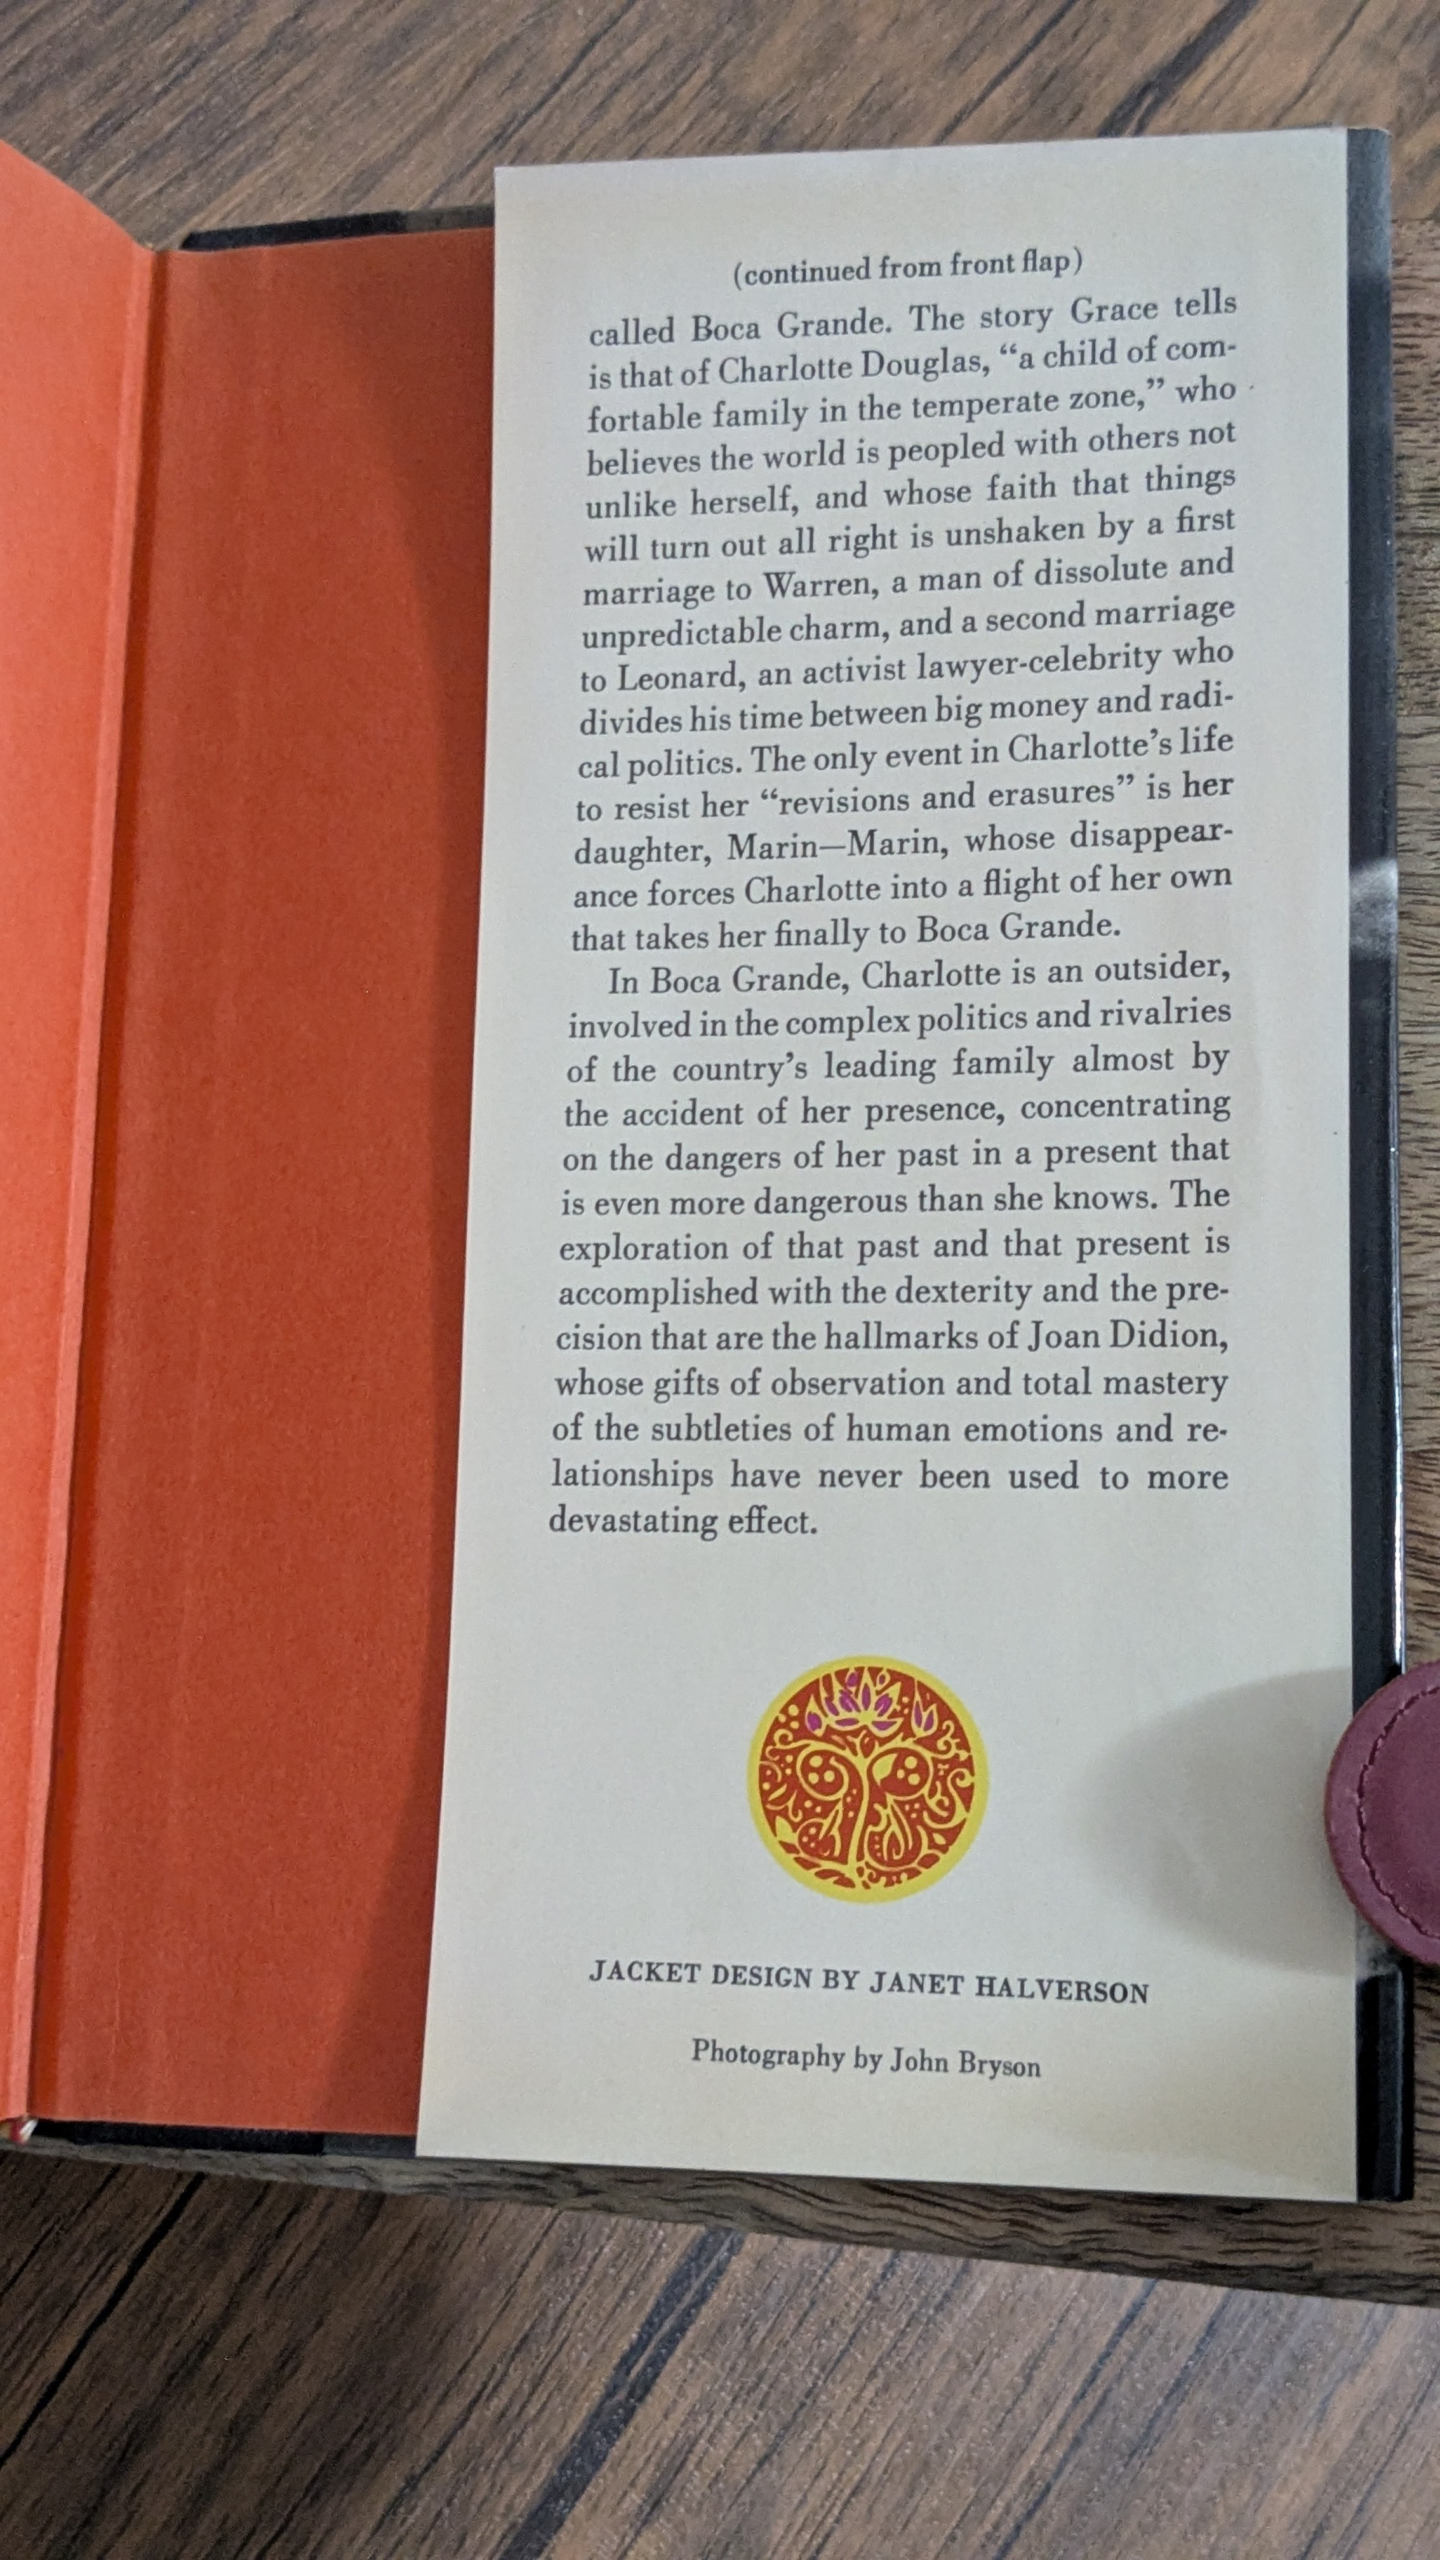 (continued from front flap)
called Boca Grande. The story Grace tells
is that of Charlotte Douglas, “a child of com-
fortable family in the temperate zone,” who
believes the world is peopled with others not
unlike herself, and whose faith that things
will turn out all right is unshaken by a first
marriage to Warren, a man of dissolute and
unpredictable charm, and a second marriage
to Leonard, an activist lawyer-celebrity who
divides his time between big money and radi-
cal politics. The only event in Charlotte’s life
to resist her “revisions and erasures” is her
daughter, Marin—Marin, whose disappear-
ance forces Charlotte into a flight of her own
that takes her finally to Boca Grande.
In Boca Grande, Charlotte is an outsider,
involved in the complex politics and rivalries
of the country’s leading family almost by
the accident of her presence, concentrating
on the dangers of her past in a present that
is even more dangerous than she knows. The
exploration of that past and that present is
accomplished with the dexterity and the pre-
cision that are the hallmarks of Joan Didion,
whose gifts of observation and total mastery
of the subtleties of human emotions and re-
lationships have never been used to more
devastating effect.
JACKET DESIGN BY JANET HALVERSON
Photography by John Bryson